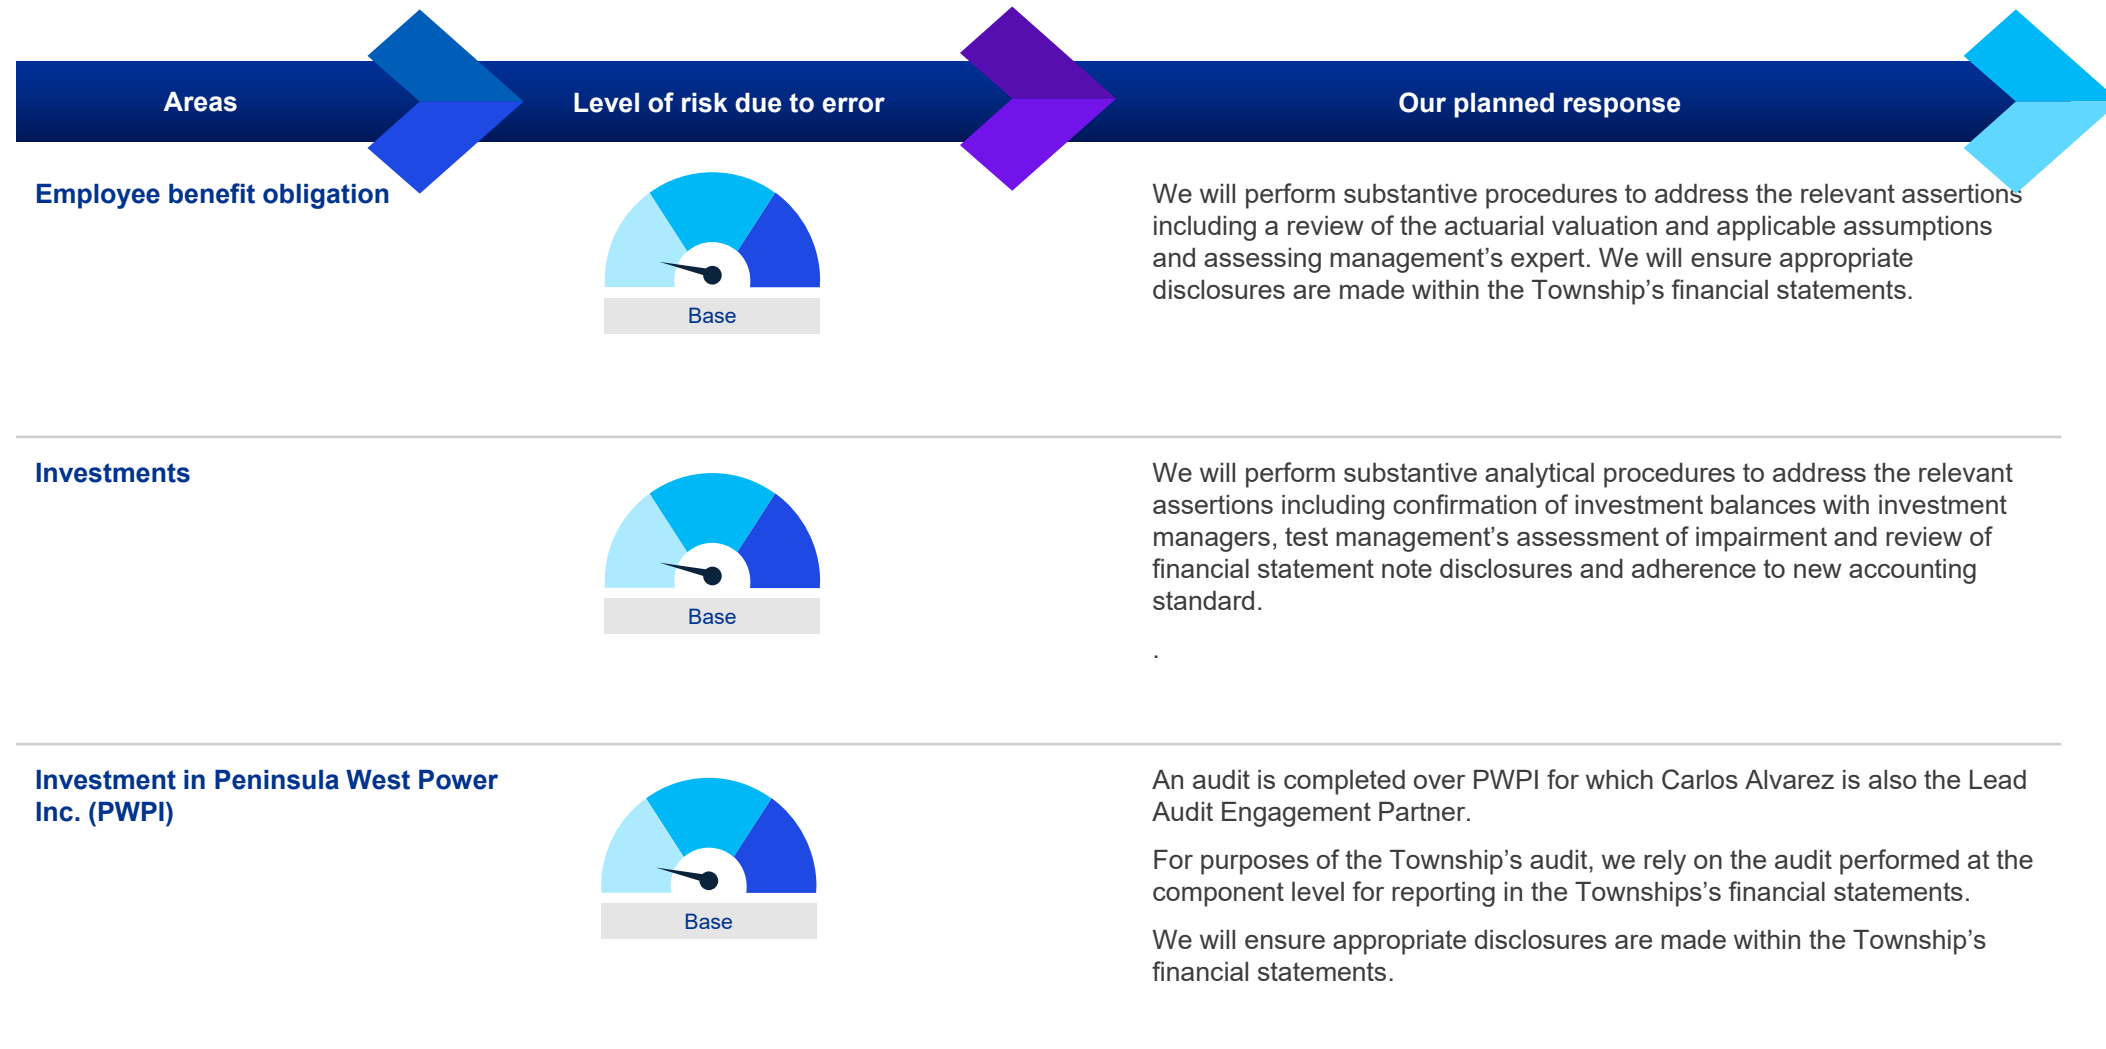 Areas
Level of risk due to error
Our planned response
Employee benefit obligation
Base
We will perform substantive procedures to address the relevant assertions
including a review of the actuarial valuation and applicable assumptions
and assessing management’s expert. We will ensure appropriate
disclosures are made within the Township’s financial statements.
Investments
Base
We will perform substantive analytical procedures to address the relevant
assertions including confirmation of investment balances with investment
managers, test management’s assessment of impairment and review of
financial statement note disclosures and adherence to new accounting
standard.
.
Investment in Peninsula West Power
Inc. (PWPI)
Base
An audit is completed over PWPI for which Carlos Alvarez is also the Lead
Audit Engagement Partner.
For purposes of the Township’s audit, we rely on the audit performed at the
component level for reporting in the Townships’s financial statements.
We will ensure appropriate disclosures are made within the Township’s
financial statements.